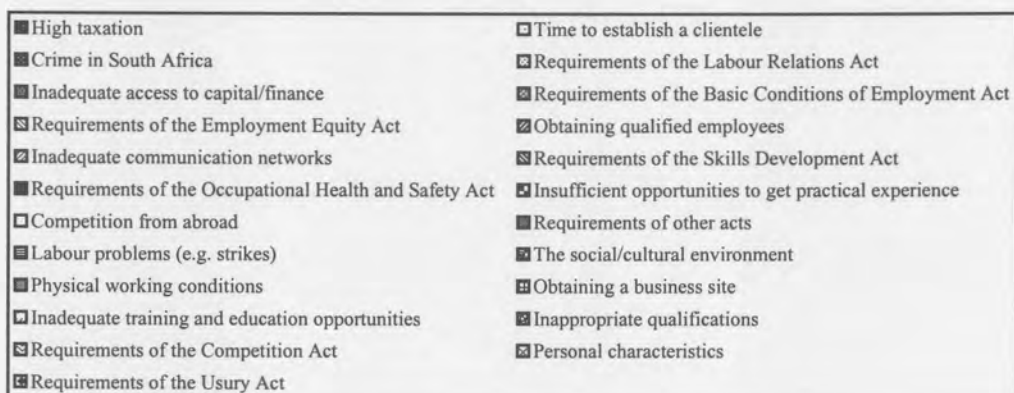 High taxation
Crime in South Africa
Inadequate access to capital/finance
Requirements of the Employment Equity Act
Inadequate communication networks
Requirements of the Occupational Health and Safety Act
Competition from abroad
Labour problems (e.g. strikes)
Physical working conditions
Inadequate training and education opportunities
Requirements of the Competition Act
Requirements of the Usury Act
Time to establish a clientele
Requirements of the Labour Relations Act
Requirements of the Basic Conditions of Employment Act
Obtaining qualified employees
Requirements of the Skills Development Act
Insufficient opportunities to get practical experience
Requirements of other acts
The social/cultural environment
Obtaining a business site
Inappropriate qualifications
Personal characteristics